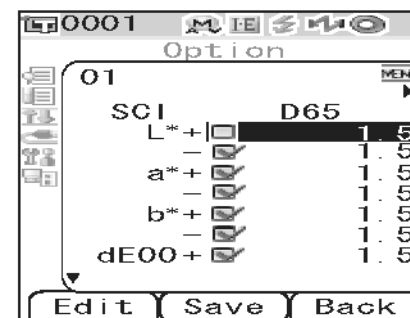 0001 M I·E
Option
01 MEN
SCI D65
L*+ 1.5
- 1.5
a*+ 1.5
- 1.5
b*+ 1.5
- 1.5
dE00+ 1.5
Edit Save Back